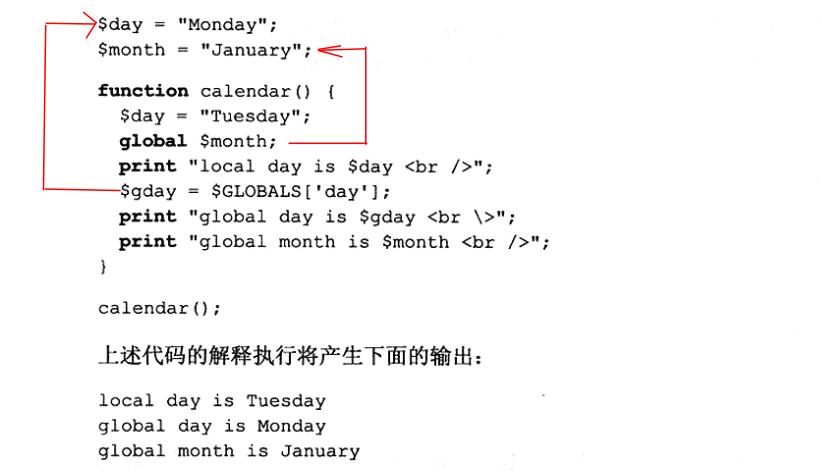 $day = "Monday";
$month = "January";
function calendar() {
$day = "Tuesday";
global $month;
print "local day is $day <br />";
$gday = $GLOBALS['day'];
print "global day is $gday <br \>";
print "global month is $month <br />";
}
calendar();
上述代码的解释执行将产生下面的输出：
local day is Tuesday
global day is Monday
global month is January